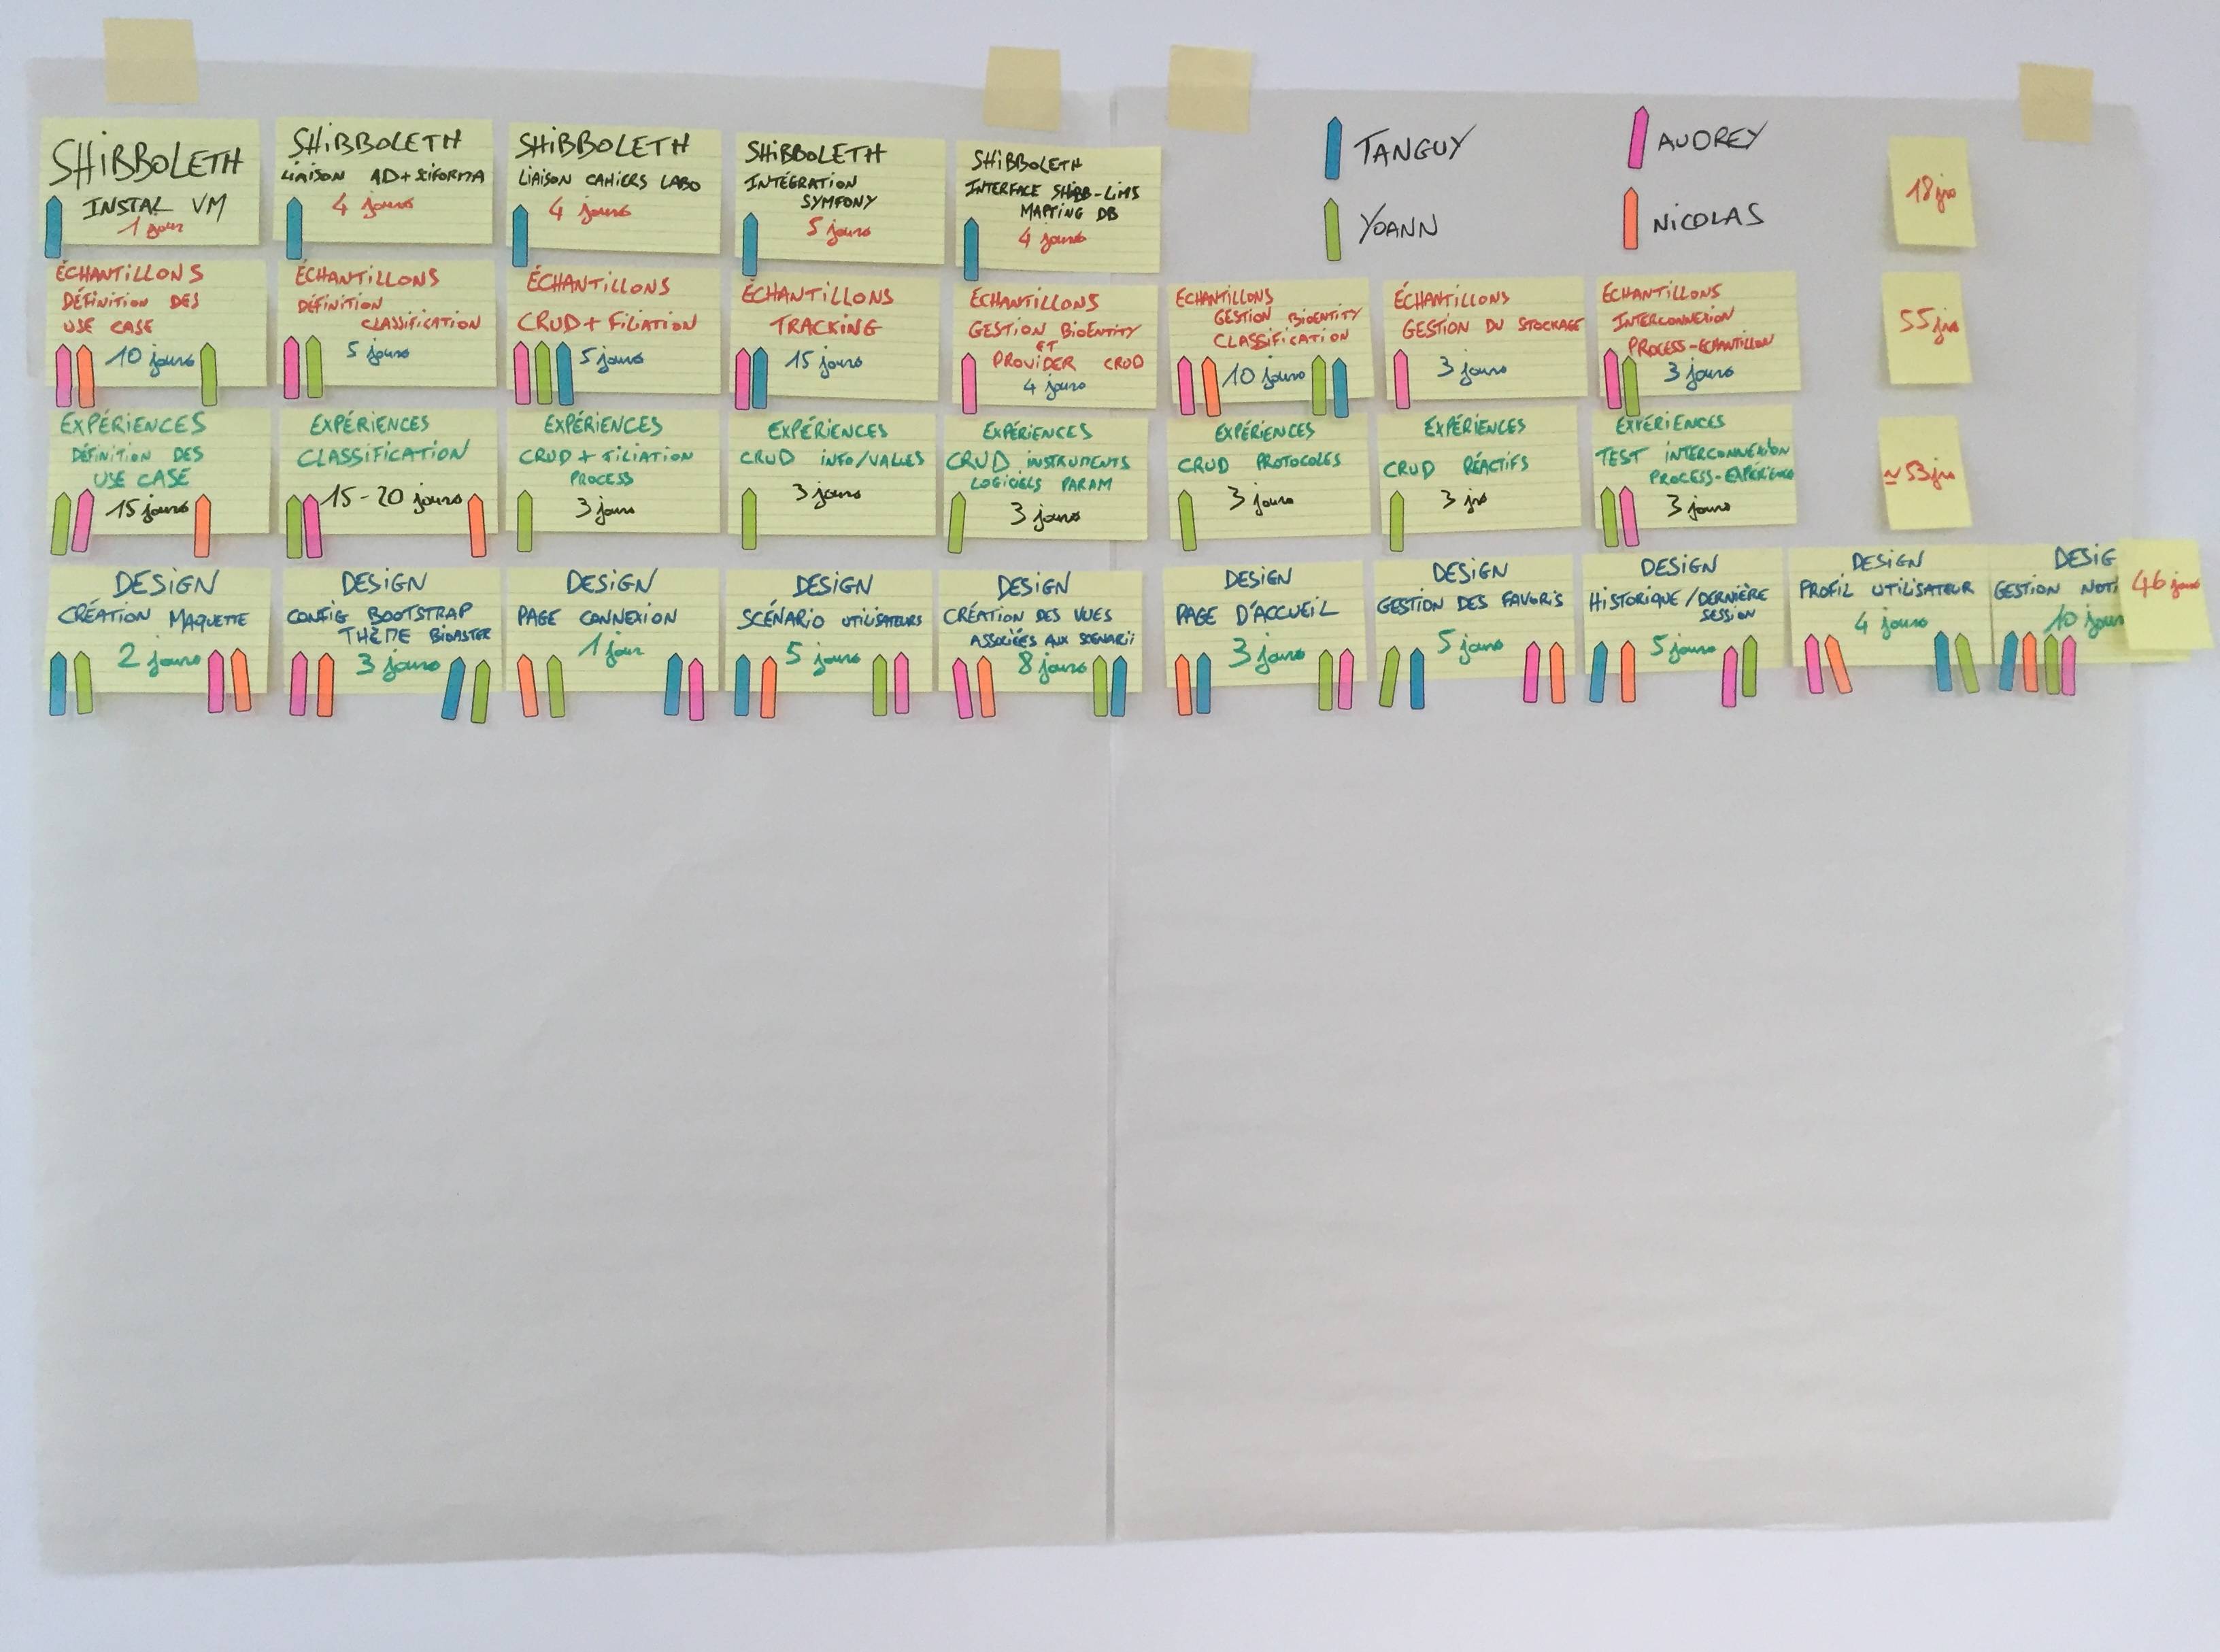 SHIBBOLETH
INSTAL VM
1 jour
SHIBBOLETH
LIAISON AD + SCIFORMA
4 jours
SHIBBOLETH
LIAISON CAHIERS LABO
4 jours
SHIBBOLETH
INTÉGRATION
SYMFONY
5 jours
SHIBBOLETH
INTERFACE SHIBB-LIMS
MAPPING DB
4 jours
TANGUY
AUDREY
YOANN
NICOLAS
18 jrs
ÉCHANTILLONS
DÉFINITION DES
USE CASE
10 jours
ÉCHANTILLONS
DÉFINITION
CLASSIFICATION
5 jours
ÉCHANTILLONS
CRUD + FILIATION
5 jours
ÉCHANTILLONS
TRACKING
15 jours
ÉCHANTILLONS
GESTION BIOENTITY
ET
PROVIDER CRUD
4 jours
ECHANTILLONS
GESTION BIOENTITY
CLASSIFICATION
10 jours
ÉCHANTILLONS
GESTION DU STOCKAGE
3 jours
ECHANTILLONS
INTERCONNEXION
PROCESS-ECHANTILLON
3 jours
55 jrs
EXPÉRIENCES
DÉFINITION DES
USE CASE
15 jours
EXPÉRIENCES
CLASSIFICATION
15-20 jours
EXPÉRIENCES
CRUD + FILIATION
PROCESS
3 jours
EXPÉRIENCES
CRUD INFO/VALUES
3 jours
EXPÉRIENCES
CRUD INSTRUMENTS
LOGICIELS PARAM
3 jours
EXPÉRIENCES
CRUD PROTOCOLES
3 jours
EXPÉRIENCES
CRUD RÉACTIFS
3 jrs
EXPÉRIENCES
TEST INTERCONNEXION
PROCESS-EXPÉRIENCE
3 jours
≃ 53 jrs
DESIGN
CRÉATION MAQUETTE
2 jours
DESIGN
CONFIG BOOTSTRAP
THÈME BIOASTER
3 jours
DESIGN
PAGE CONNEXION
1 jour
DESIGN
SCÉNARIO UTILISATEURS
5 jours
DESIGN
CRÉATION DES VUES
ASSOCIÉES AUX SCENARII
8 jours
DESIGN
PAGE D'ACCUEIL
3 jours
DESIGN
GESTION DES FAVORIS
5 jours
DESIGN
HISTORIQUE / DERNIÈRE
SESSION
5 jours
DESIGN
PROFIL UTILISATEUR
4 jours
DESIG
GESTION NOTI
10 jours
46 jours